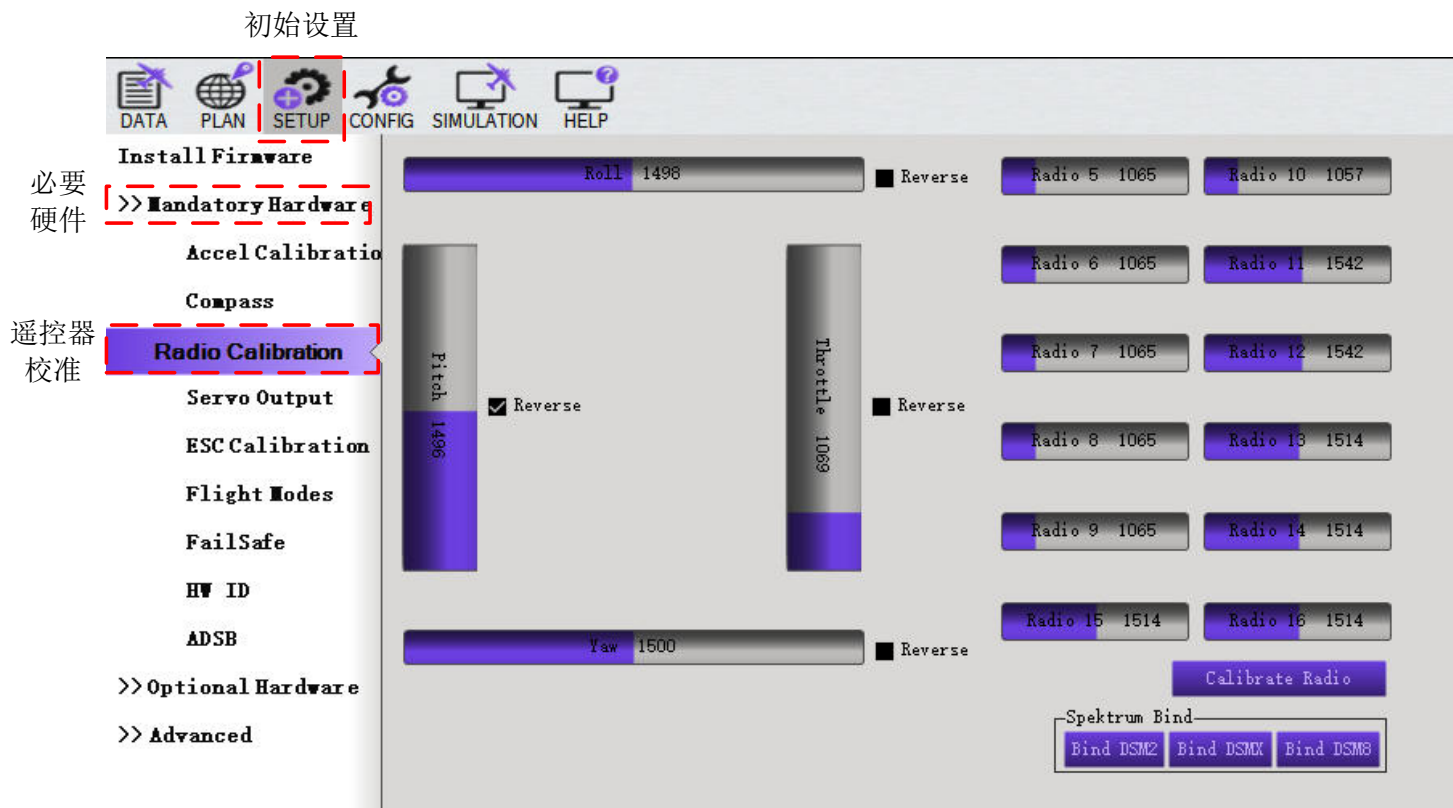 初始设置
DATA PLAN SETUP CONFIG SIMULATION HELP
Install Firmware
必要
硬件
>> Mandatory Hardware
Accel Calibratio
Compass
遥控器
校准
Radio Calibration
Servo Output
ESC Calibration
Flight Modes
FailSafe
HW ID
ADSB
>> Optional Hardware
>> Advanced
Roll 1498
Reverse
Pitch 1496
Reverse
Throttle 1069
Reverse
Yaw 1500
Reverse
Radio 5 1065 Radio 10 1057
Radio 6 1065 Radio 11 1542
Radio 7 1065 Radio 12 1542
Radio 8 1065 Radio 13 1514
Radio 9 1065 Radio 14 1514
Radio 15 1514 Radio 16 1514
Calibrate Radio
Spektrum Bind
Bind DSM2 Bind DSMX Bind DSM8